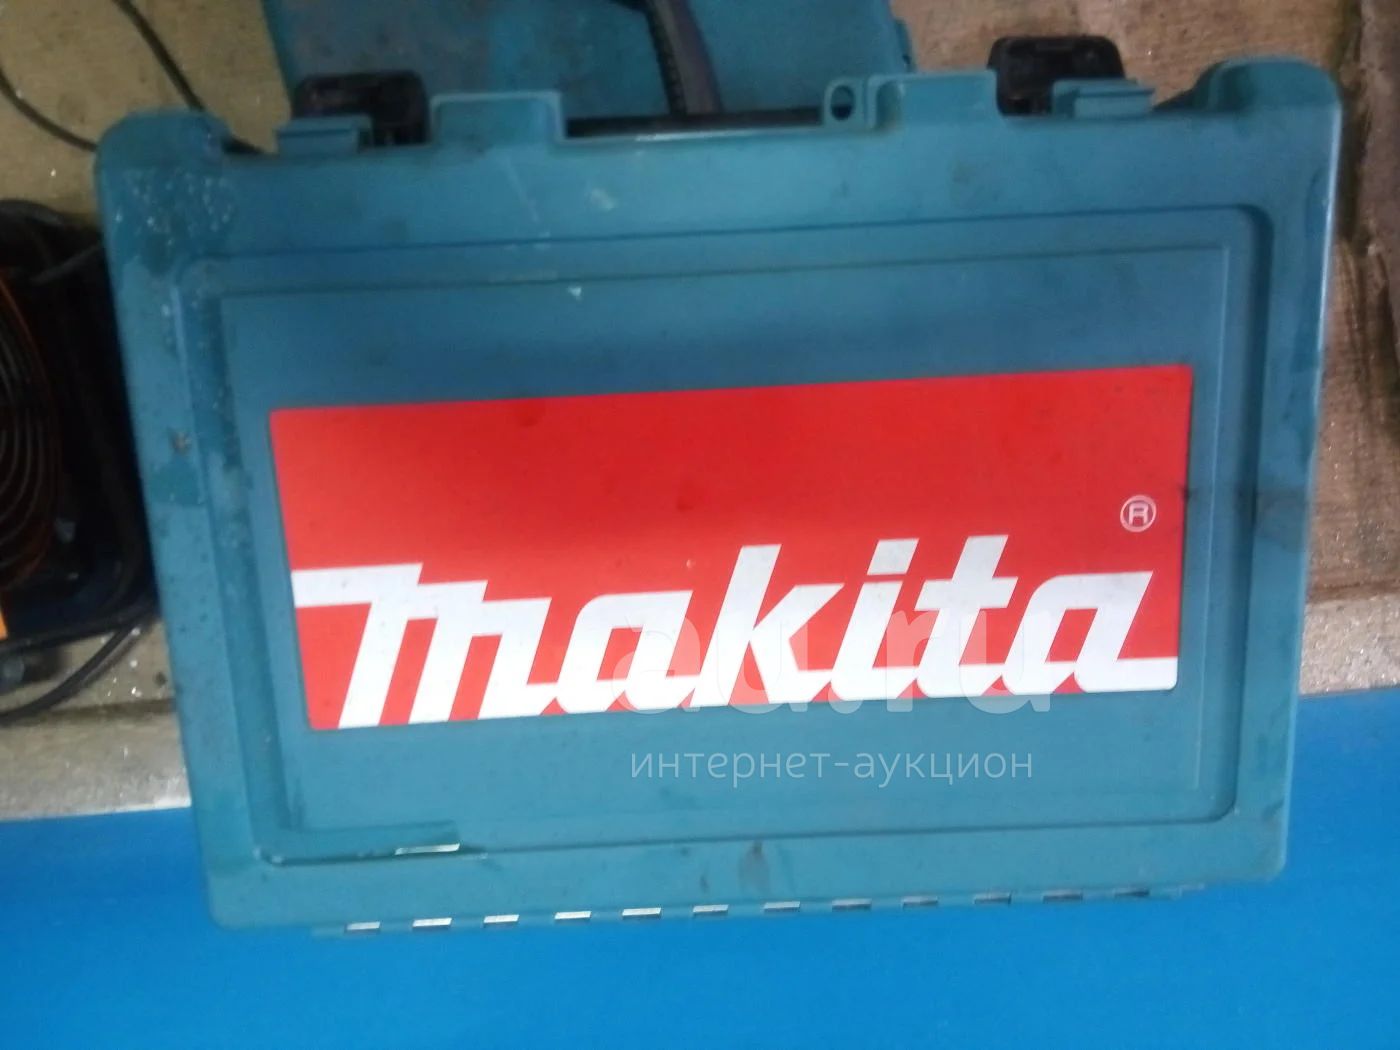 ®
makita
au.ru
интернет-аукцион